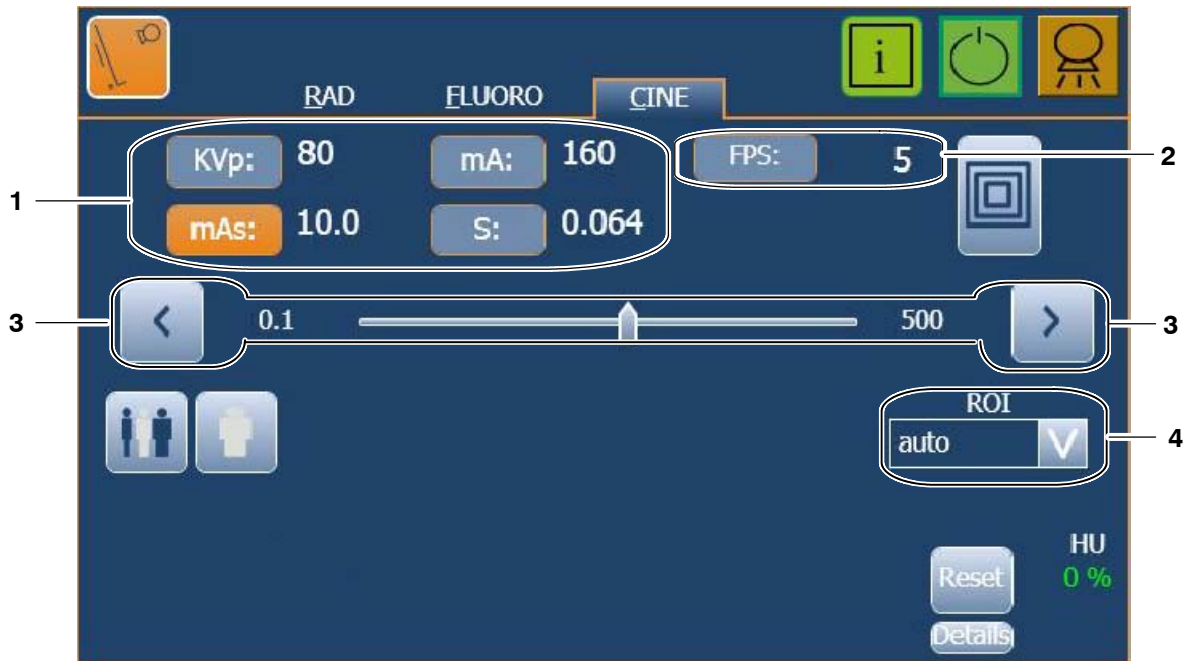 i
RAD FLUORO CINE
KVp: 80 mA: 160 FPS: 5 2
1
mAs: 10.0 S: 0.064
3 < 0.1 500 > 3
ROI
auto V 4
HU
Reset 0 %
Details